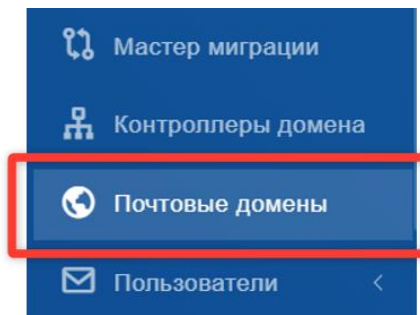 Мастер миграции
Контроллеры домена
Почтовые домены
Пользователи